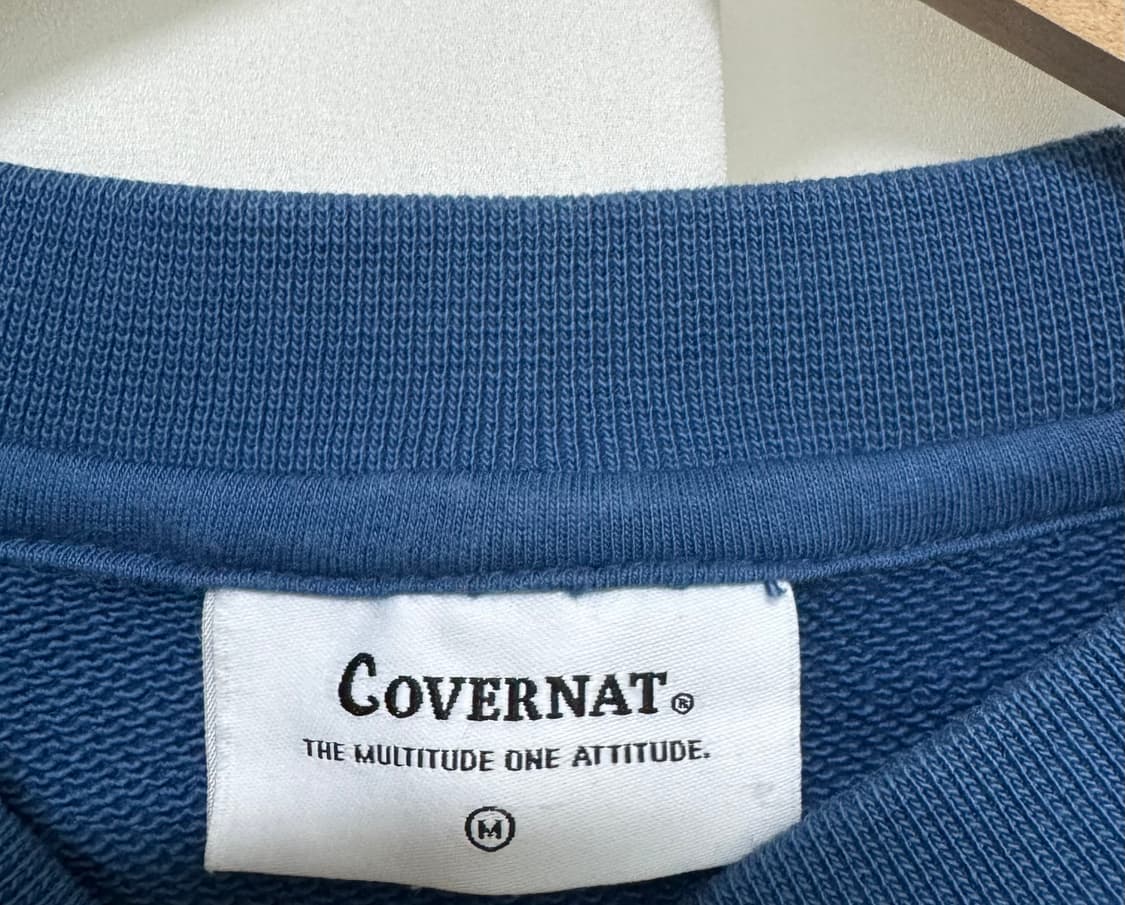 COVERNAT®
THE MULTITUDE ONE ATTITUDE.
M